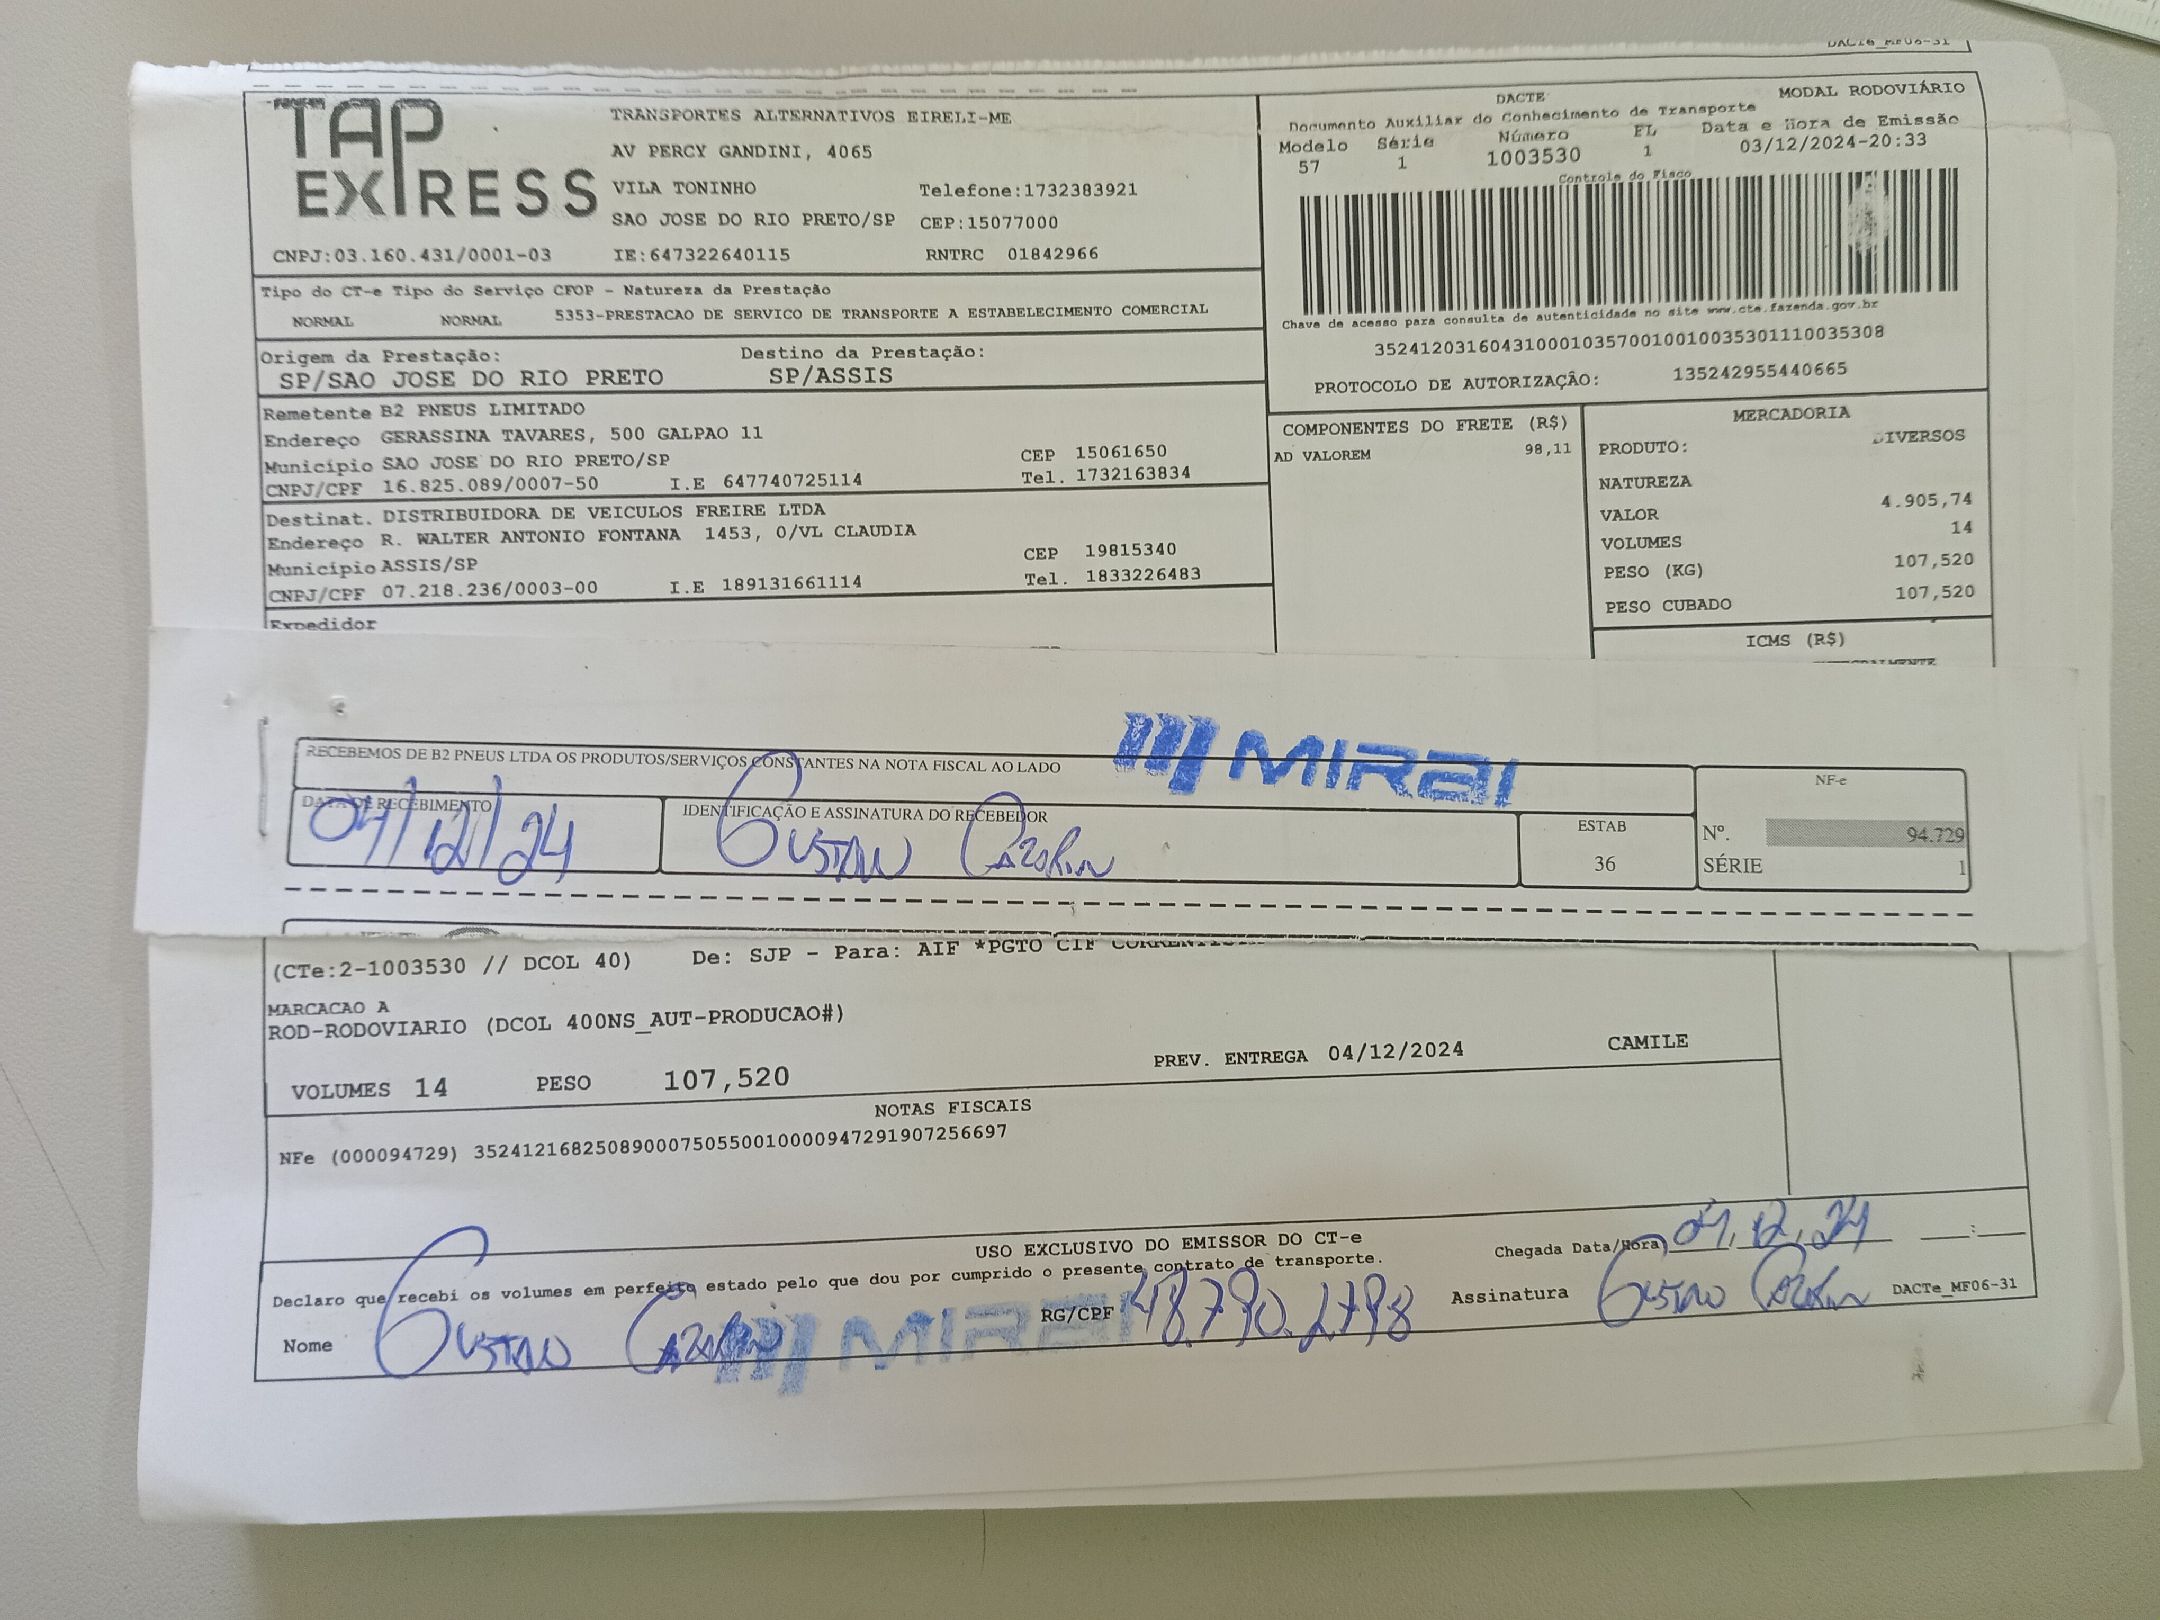 DACTe_MF06-31
TAP EXPRESS
TRANSPORTES ALTERNATIVOS EIRELI-ME
AV PERCY GANDINI, 4065
VILA TONINHO Telefone:1732383921
SAO JOSE DO RIO PRETO/SP CEP:15077000
CNPJ:03.160.431/0001-03 IE:647322640115 RNTRC 01842966
DACTE MODAL RODOVIÁRIO
Documento Auxiliar do Conhecimento de Transporte
Modelo Série Número FL Data e Hora de Emissão
57 1 1003530 1 03/12/2024-20:33
Controle do Fisco
Chave de acesso para consulta de autenticidade no site www.cte.fazenda.gov.br
35241203160431000103570010010035301110035308
PROTOCOLO DE AUTORIZAÇÃO: 135242955440665
Tipo do CT-e Tipo do Serviço CFOP - Natureza da Prestação
NORMAL NORMAL 5353-PRESTACAO DE SERVICO DE TRANSPORTE A ESTABELECIMENTO COMERCIAL
Origem da Prestação: Destino da Prestação:
SP/SAO JOSE DO RIO PRETO SP/ASSIS
Remetente B2 PNEUS LIMITADO
Endereço GERASSINA TAVARES, 500 GALPAO 11
Município SAO JOSE DO RIO PRETO/SP CEP 15061650
CNPJ/CPF 16.825.089/0007-50 I.E 647740725114 Tel. 1732163834
Destinat. DISTRIBUIDORA DE VEICULOS FREIRE LTDA
Endereço R. WALTER ANTONIO FONTANA 1453, 0/VL CLAUDIA
Município ASSIS/SP CEP 19815340
CNPJ/CPF 07.218.236/0003-00 I.E 189131661114 Tel. 1833226483
Expedidor
COMPONENTES DO FRETE (R$)
AD VALOREM 98,11
MERCADORIA
PRODUTO: DIVERSOS
NATUREZA
VALOR 4.905,74
VOLUMES 14
PESO (KG) 107,520
PESO CUBADO 107,520
ICMS (R$)
MIRAI
RECEBEMOS DE B2 PNEUS LTDA OS PRODUTOS/SERVIÇOS CONSTANTES NA NOTA FISCAL AO LADO
DATA DE RECEBIMENTO IDENTIFICAÇÃO E ASSINATURA DO RECEBEDOR ESTAB
04/12/24 36
NF-e
Nº. 94.729
SÉRIE 1
(CTe:2-1003530 // DCOL 40) De: SJP - Para: AIF *PGTO CIF
MARCACAO A
ROD-RODOVIARIO (DCOL 400NS_AUT-PRODUCAO#)
PREV. ENTREGA 04/12/2024 CAMILE
VOLUMES 14 PESO 107,520
NOTAS FISCAIS
NFe (000094729) 35241216825089000750550010000947291907256697
USO EXCLUSIVO DO EMISSOR DO CT-e
Declaro que recebi os volumes em perfeito estado pelo que dou por cumprido o presente contrato de transporte.
Chegada Data/Hora 04.12.24 __:__
Nome RG/CPF Assinatura DACTe_MF06-31
MIRAI